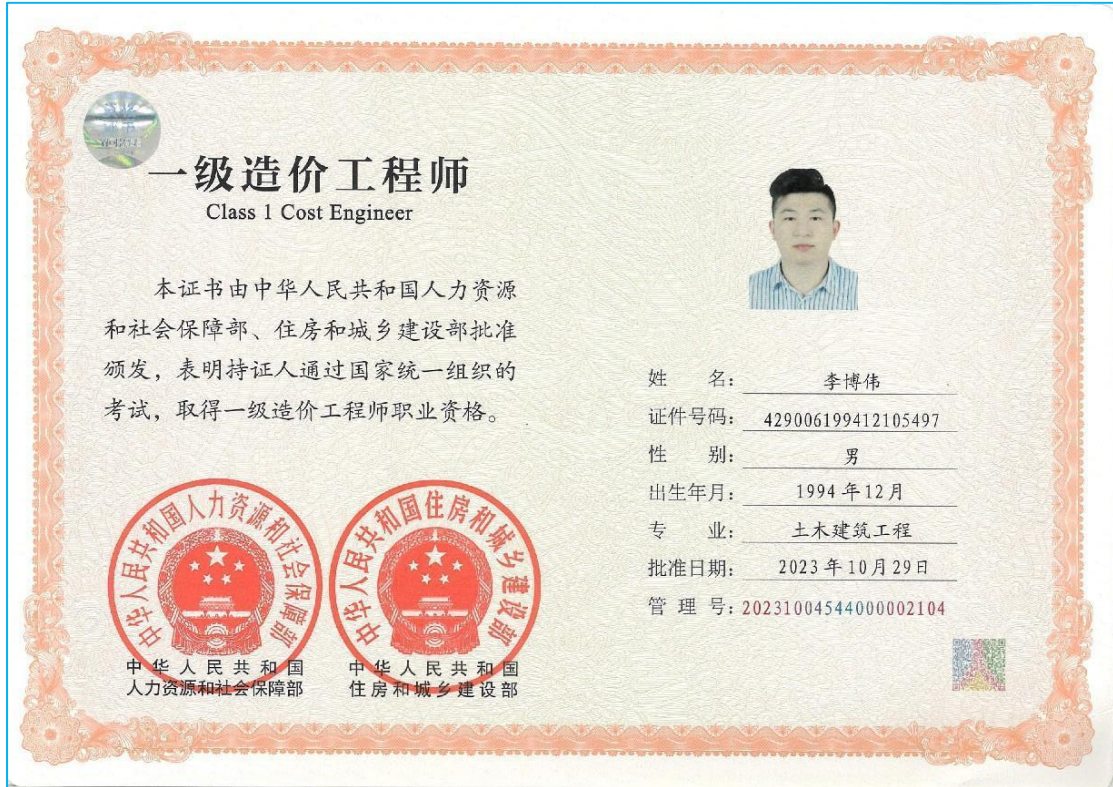 一级造价工程师
Class 1 Cost Engineer
本证书由中华人民共和国人力资源
和社会保障部、住房和城乡建设部批准
颁发，表明持证人通过国家统一组织的
考试，取得一级造价工程师职业资格。
中华人民共和国人力资源和社会保障部
中华人民共和国住房和城乡建设部
中华人民共和国
人力资源和社会保障部
中华人民共和国
住房和城乡建设部
姓 名：李博伟
证件号码：429006199412105497
性 别：男
出生年月：1994年12月
专 业：土木建筑工程
批准日期：2023年10月29日
管 理 号：20231004544000002104